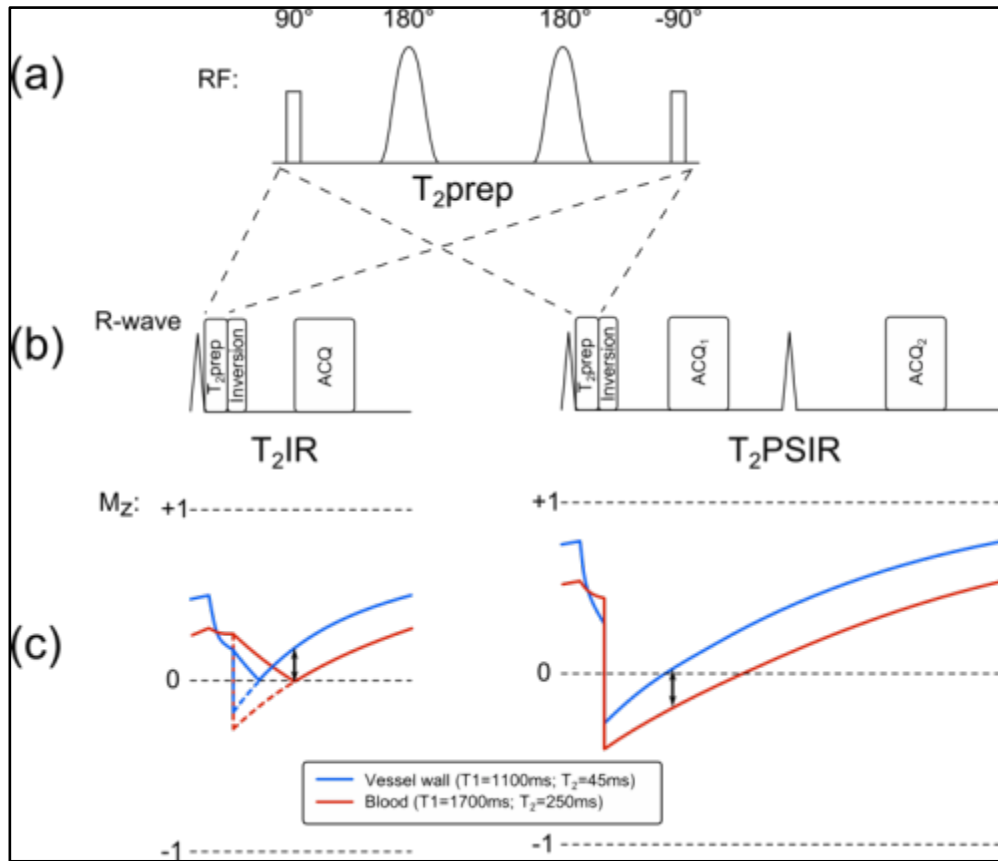 90° 180° 180° -90°
(a)
RF:
T₂prep
(b)
R-wave
T₂prep
Inversion
ACQ
T₂prep
Inversion
ACQ₁
ACQ₂
T₂IR
T₂PSIR
(c)
Mz:
+1
0
-1
+1
0
-1
Vessel wall (T1=1100ms; T₂=45ms)
Blood (T1=1700ms; T₂=250ms)